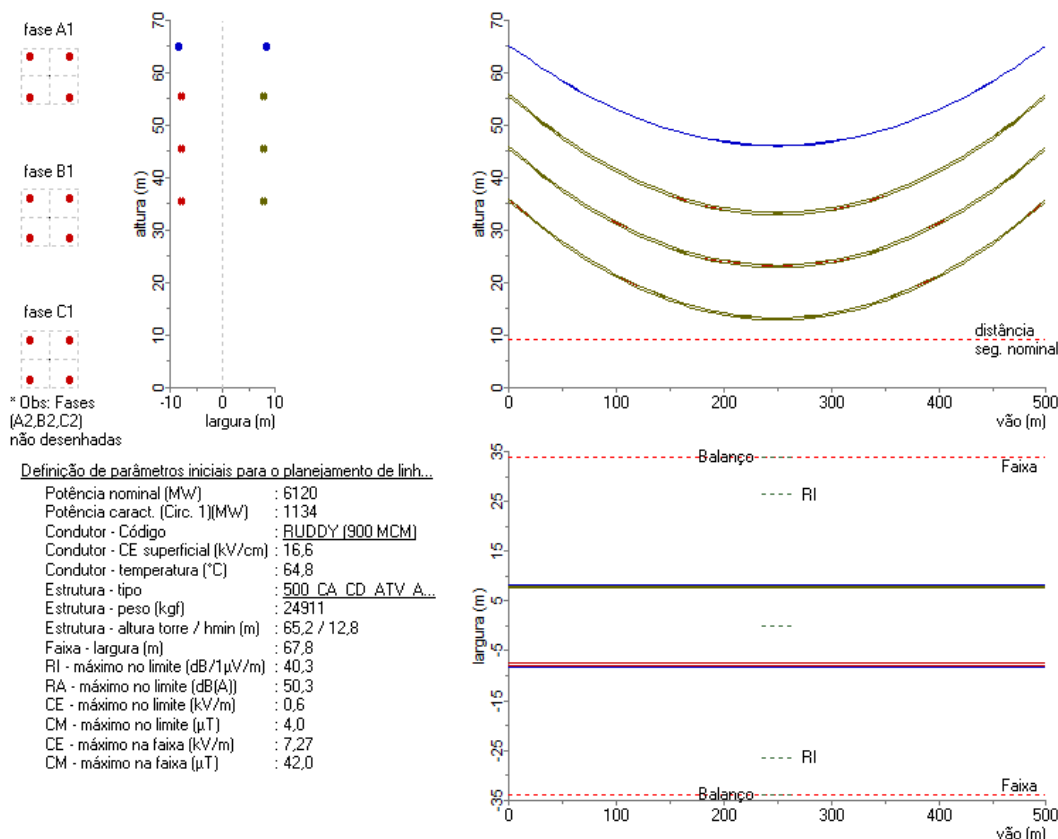 fase A1
fase B1
fase C1
* Obs: Fases
(A2,B2,C2)
não desenhadas
altura (m)
70
60
50
40
30
20
10
0
-10
0
10
largura (m)
altura (m)
70
60
50
40
30
20
10
0
distância
seg. nominal
0
100
200
300
400
500
vão (m)
Definição de parâmetros iniciais para o planejamento de linh...
Potência nominal (MW) : 6120
Potência caract. (Circ. 1)(MW) : 1134
Condutor - Código : RUDDY (900 MCM)
Condutor - CE superficial (kV/cm) : 16,6
Condutor - temperatura (°C) : 64,8
Estrutura - tipo : 500_CA_CD_ATV_A...
Estrutura - peso (kgf) : 24911
Estrutura - altura torre / hmin (m) : 65,2 / 12,8
Faixa - largura (m) : 67,8
RI - máximo no limite (dB/1µV/m) : 40,3
RA - máximo no limite (dB(A)) : 50,3
CE - máximo no limite (kV/m) : 0,6
CM - máximo no limite (µT) : 4,0
CE - máximo na faixa (kV/m) : 7,27
CM - máximo na faixa (µT) : 42,0
largura (m)
35
25
15
5
-5
-15
-25
-35
Balanço
Faixa
RI
RI
Balanço
Faixa
0
100
200
300
400
500
vão (m)